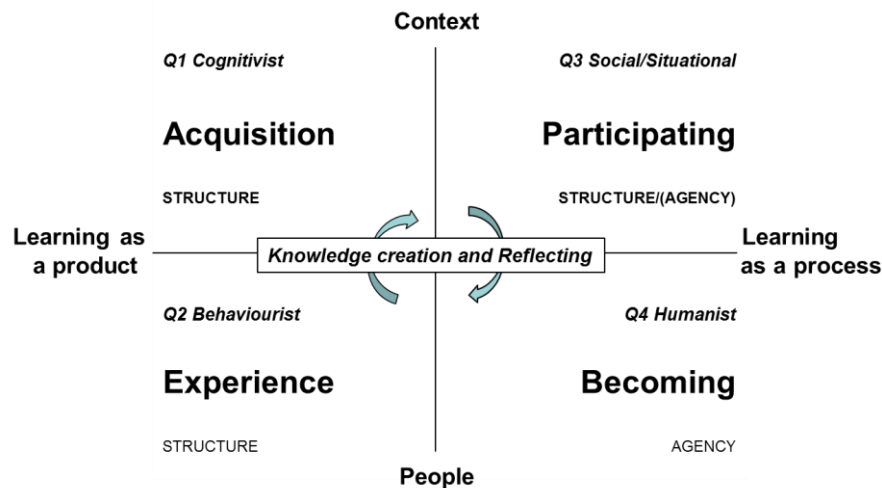 Context
Q1 Cognitivist
Q3 Social/Situational
Acquisition
Participating
STRUCTURE
STRUCTURE/(AGENCY)
Learning as
a product
Knowledge creation and Reflecting
Learning
as a process
Q2 Behaviourist
Q4 Humanist
Experience
Becoming
STRUCTURE
AGENCY
People